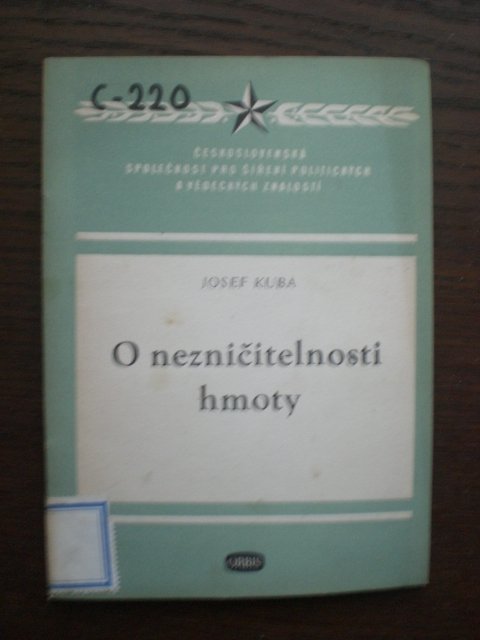 C-220
ČESKOSLOVENSKÁ
SPOLEČNOST PRO ŠÍŘENÍ POLITICKÝCH
A VĚDECKÝCH ZNALOSTÍ
JOSEF KUBA
O nezničitelnosti
hmoty
ORBIS